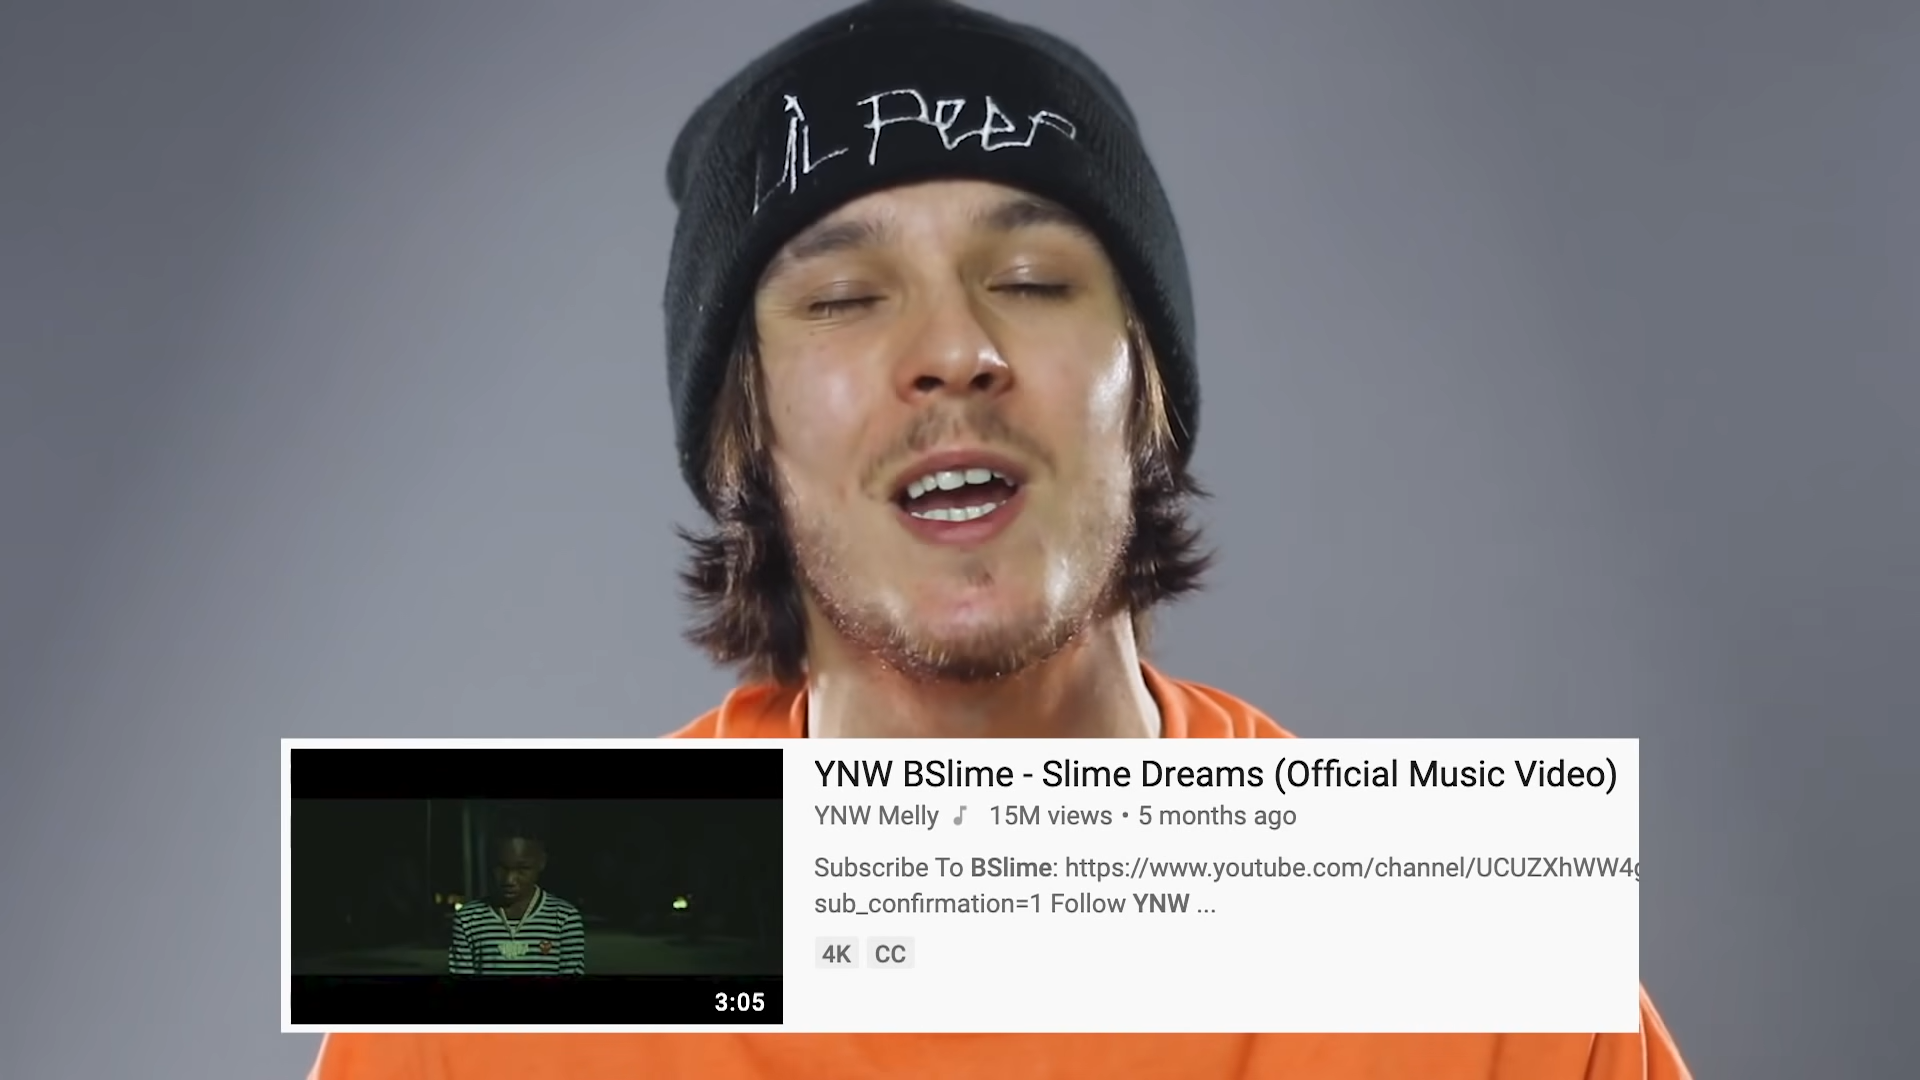 Lil Peep
YNW BSlime - Slime Dreams (Official Music Video)
YNW Melly ♪ 15M views • 5 months ago
Subscribe To BSlime: https://www.youtube.com/channel/UCUZXhWW4g
sub_confirmation=1 Follow YNW ...
4K CC
3:05